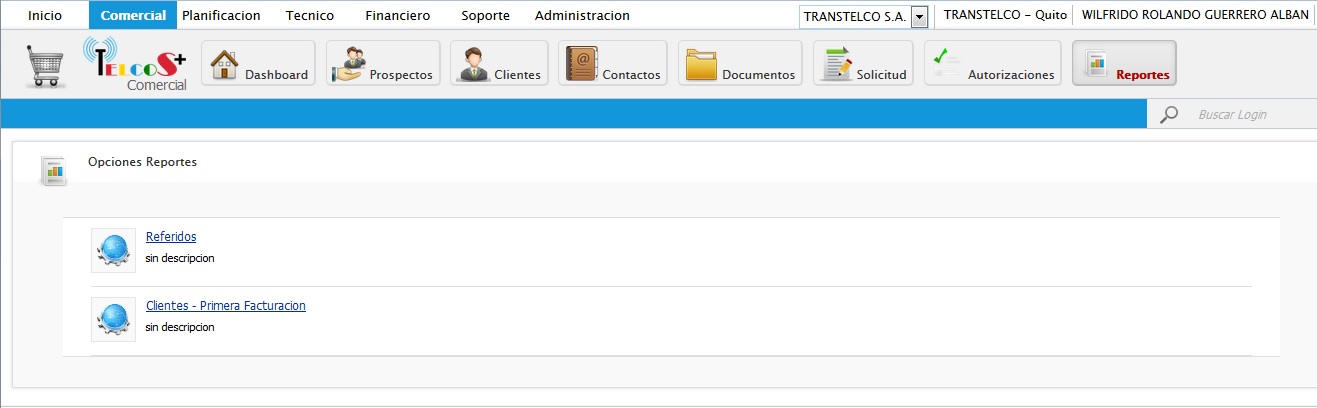 Inicio Comercial Planificacion Tecnico Financiero Soporte Administracion TRANSTELCO S.A. TRANSTELCO - Quito WILFRIDO ROLANDO GUERRERO ALBAN
TELCOS+
Comercial
Dashboard Prospectos Clientes Contactos Documentos Solicitud Autorizaciones Reportes
Buscar Login
Opciones Reportes
Referidos
sin descripcion
Clientes - Primera Facturacion
sin descripcion